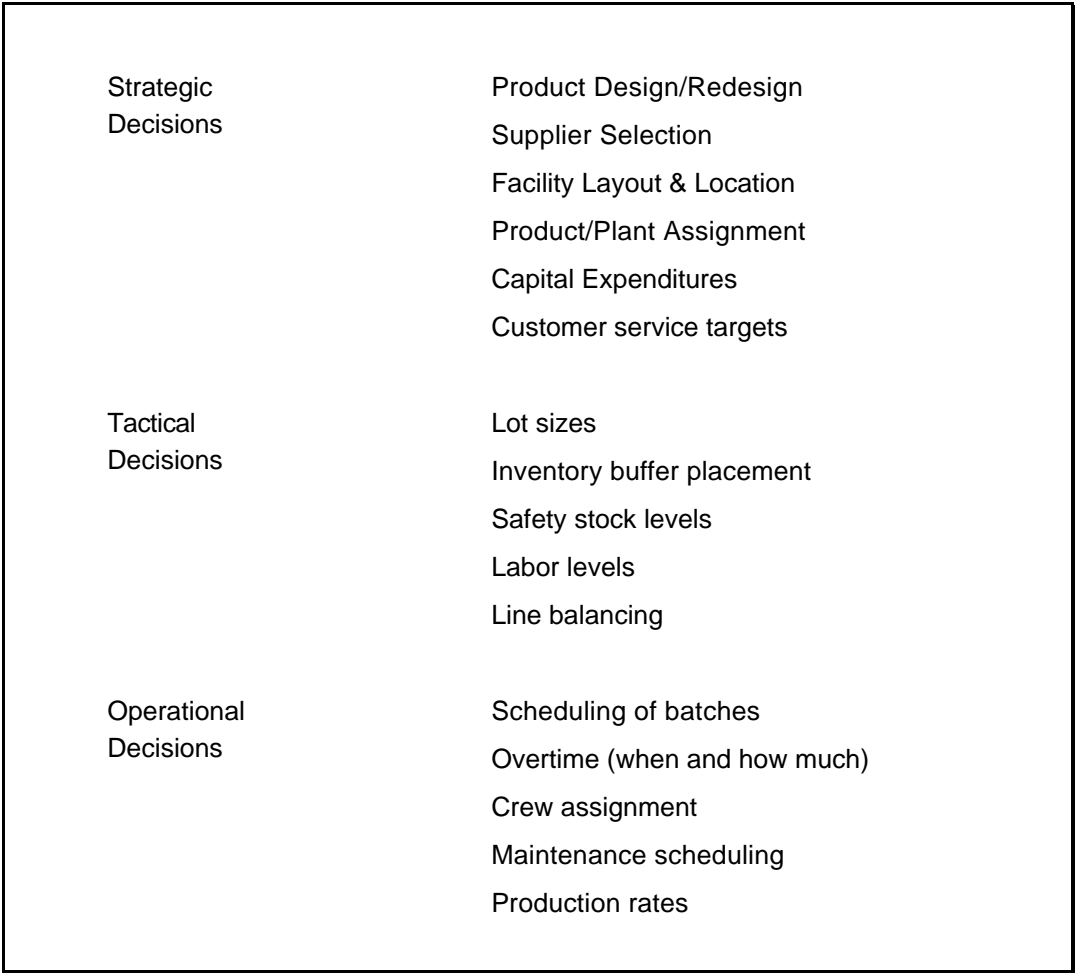 Strategic
Decisions
Product Design/Redesign
Supplier Selection
Facility Layout & Location
Product/Plant Assignment
Capital Expenditures
Customer service targets
Tactical
Decisions
Lot sizes
Inventory buffer placement
Safety stock levels
Labor levels
Line balancing
Operational
Decisions
Scheduling of batches
Overtime (when and how much)
Crew assignment
Maintenance scheduling
Production rates